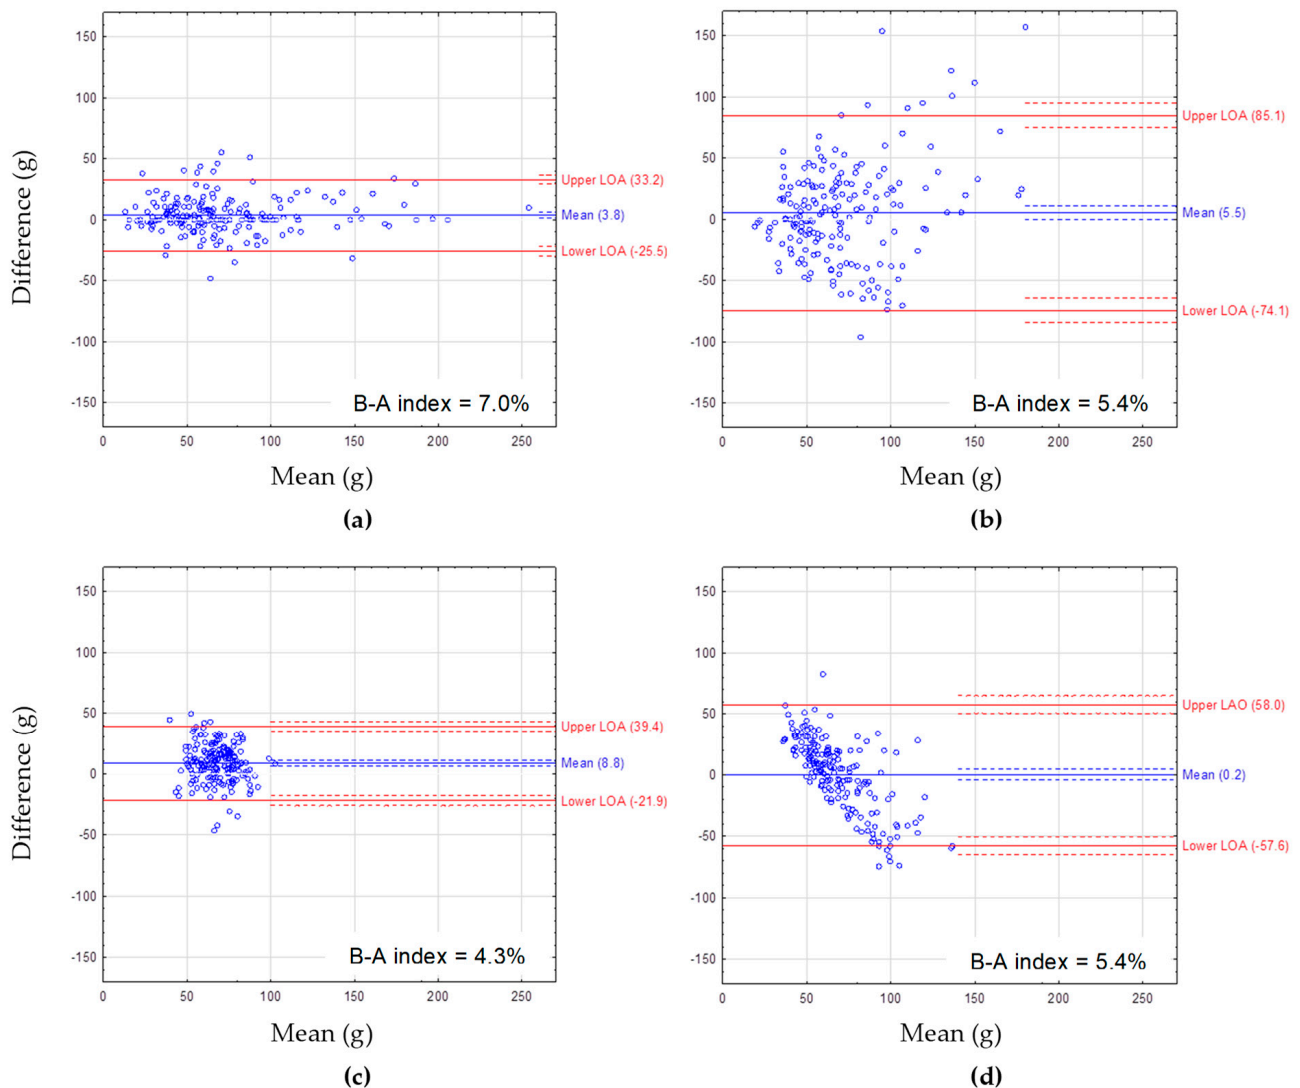 150
100
50
0
-50
-100
-150
Difference (g)
Upper LOA (33.2)
Mean (3.8)
Lower LOA (-25.5)
B-A index = 7.0%
0 50 100 150 200 250
Mean (g)
(a)
150
100
50
0
-50
-100
-150
Upper LOA (85.1)
Mean (5.5)
Lower LOA (-74.1)
B-A index = 5.4%
0 50 100 150 200 250
Mean (g)
(b)
150
100
50
0
-50
-100
-150
Difference (g)
Upper LOA (39.4)
Mean (8.8)
Lower LOA (-21.9)
B-A index = 4.3%
0 50 100 150 200 250
Mean (g)
(c)
150
100
50
0
-50
-100
-150
Upper LAO (58.0)
Mean (0.2)
Lower LOA (-57.6)
B-A index = 5.4%
0 50 100 150 200 250
Mean (g)
(d)